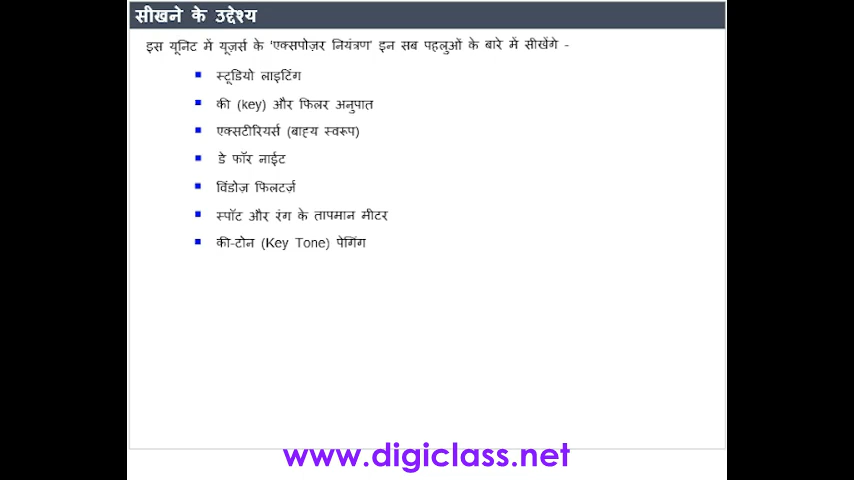 सीखने के उद्देश्य
इस यूनिट में यूज़र्स के 'एक्सपोज़र नियंत्रण' इन सब पहलुओं के बारे में सीखेंगे -
स्टूडियो लाइटिंग
की (key) और फिलर अनुपात
एक्सटीरियर्स (बाह्य स्वरूप)
डे फॉर नाईट
विंडोज़ फिलटर्ज़
स्पॉट और रंग के तापमान मीटर
की-टोन (Key Tone) पेगिंग
www.digiclass.net